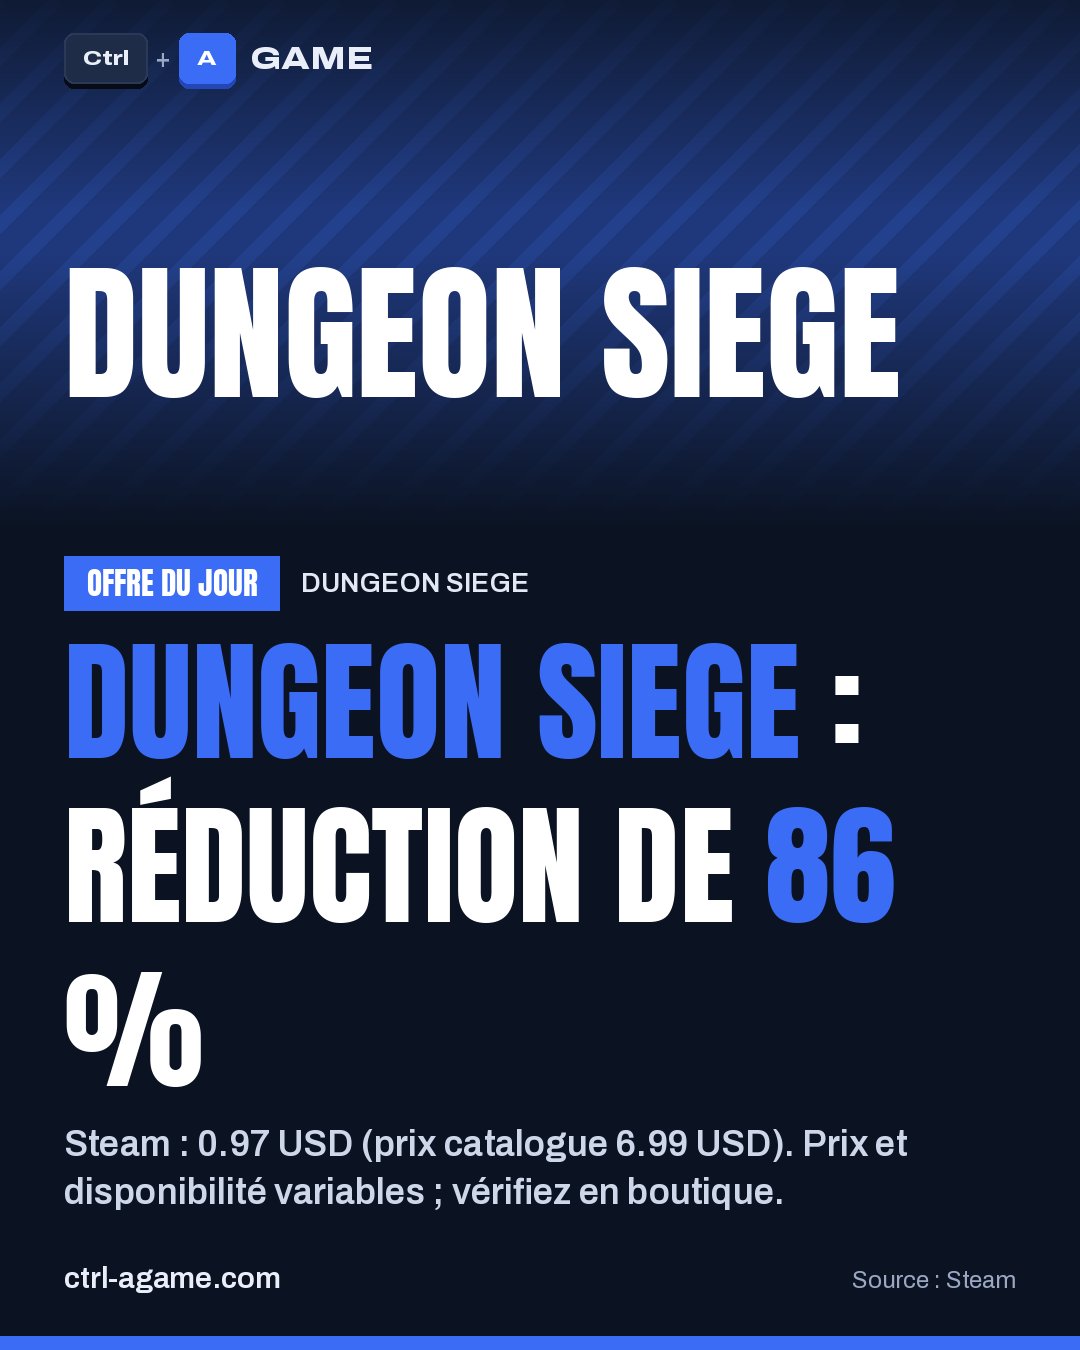 Ctrl + A GAME
DUNGEON SIEGE
OFFRE DU JOUR DUNGEON SIEGE
DUNGEON SIEGE :
RÉDUCTION DE 86
%
Steam : 0.97 USD (prix catalogue 6.99 USD). Prix et
disponibilité variables ; vérifiez en boutique.
ctrl-agame.com Source : Steam